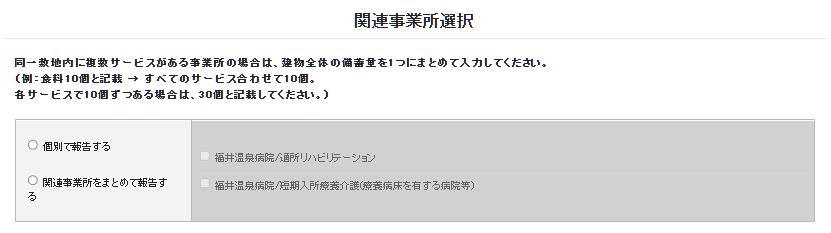 関連事業所選択
同一敷地内に複数サービスがある事業所の場合は、建物全体の備蓄量を1つにまとめて入力してください。
（例：食料10個と記載 → すべてのサービス合わせて10個。
各サービスで10個ずつある場合は、30個と記載してください。）
個別で報告する
関連事業所をまとめて報告す
る
福井温泉病院/通所リハビリテーション
福井温泉病院/短期入所療養介護(療養病床を有する病院等)